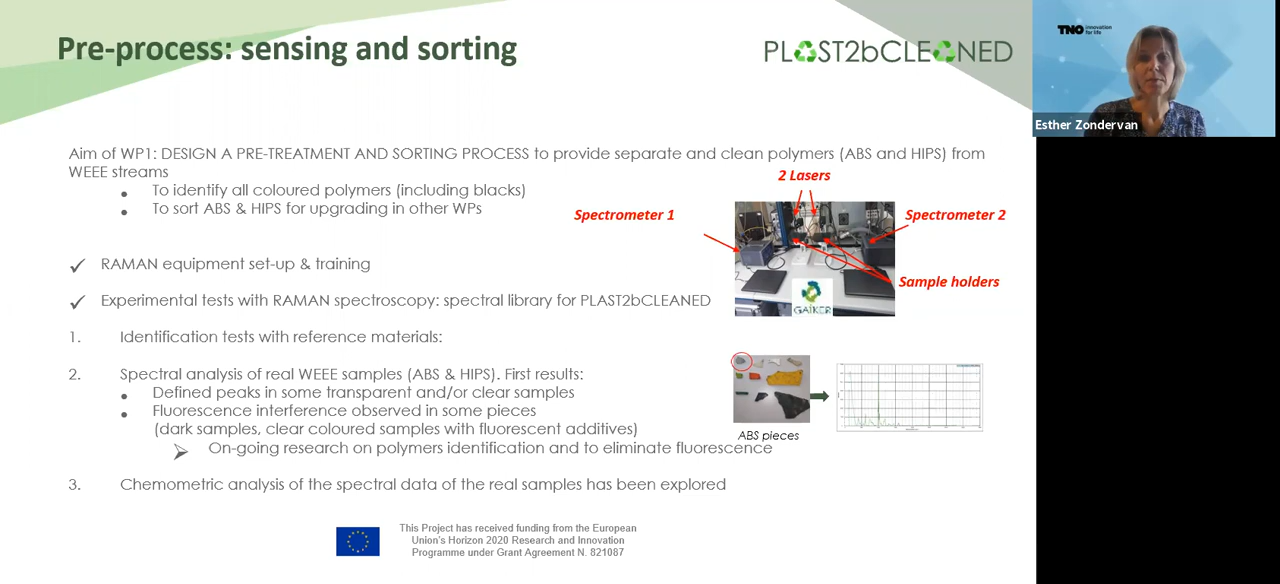 Pre-process: sensing and sorting
PLAST2bCLEANED
TNO innovation
for life
Esther Zondervan
Aim of WP1: DESIGN A PRE-TREATMENT AND SORTING PROCESS to provide separate and clean polymers (ABS and HIPS) from
WEEE streams
• To identify all coloured polymers (including blacks)
• To sort ABS & HIPS for upgrading in other WPs
2 Lasers
Spectrometer 1
Spectrometer 2
Sample holders
GAIKER
✓ RAMAN equipment set-up & training
✓ Experimental tests with RAMAN spectroscopy: spectral library for PLAST2bCLEANED
1. Identification tests with reference materials:
2. Spectral analysis of real WEEE samples (ABS & HIPS). First results:
• Defined peaks in some transparent and/or clear samples
• Fluorescence interference observed in some pieces
(dark samples, clear coloured samples with fluorescent additives)
➢ On-going research on polymers identification and to eliminate fluorescence
ABS pieces
3. Chemometric analysis of the spectral data of the real samples has been explored
This Project has received funding from the European
Union's Horizon 2020 Research and Innovation
Programme under Grant Agreement N. 821087